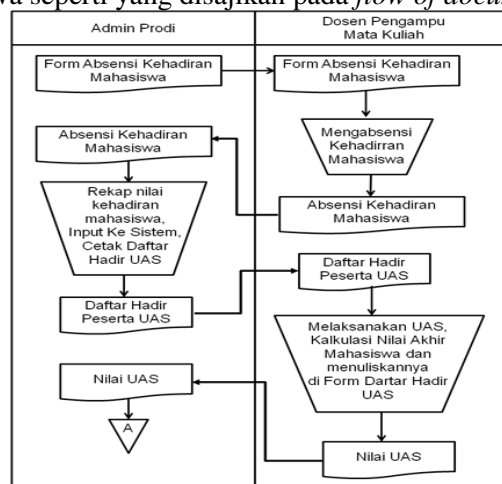 va seperti yang disajikan pada flow of
Admin Prodi
Dosen Pengampu
Mata Kuliah
Form Absensi Kehadiran
Mahasiswa
Form Absensi Kehadiran
Mahasiswa
Mengabsensi
Kehadirran
Mahasiswa
Absensi Kehadiran
Mahasiswa
Absensi Kehadiran
Mahasiswa
Rekap nilai
kehadiran
mahasiswa,
Input Ke Sistem,
Cetak Daftar
Hadir UAS
Daftar Hadir
Peserta UAS
Daftar Hadir
Peserta UAS
Melaksanakan UAS,
Kalkulasi Nilai Akhir
Mahasiswa dan
menuliskannya
di Form Dartar Hadir
UAS
Nilai UAS
A
Nilai UAS